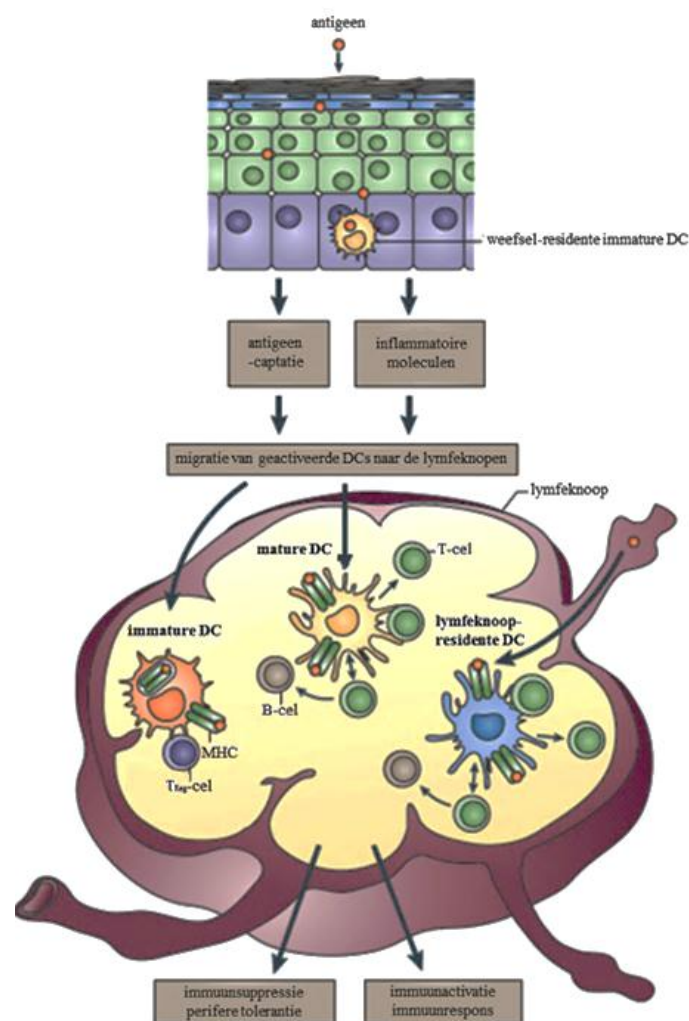 antigeen
weefsel-residente immature DC
antigeen
-captatie
inflammatoire
moleculen
migratie van geactiveerde DCs naar de lymfeknopen
lymfeknoop
mature DC
T-cel
immature DC
lymfeknoop-
residente DC
B-cel
MHC
TReg-cel
immuunsuppressie
perifere tolerantie
immuunactivatie
immuunrespons